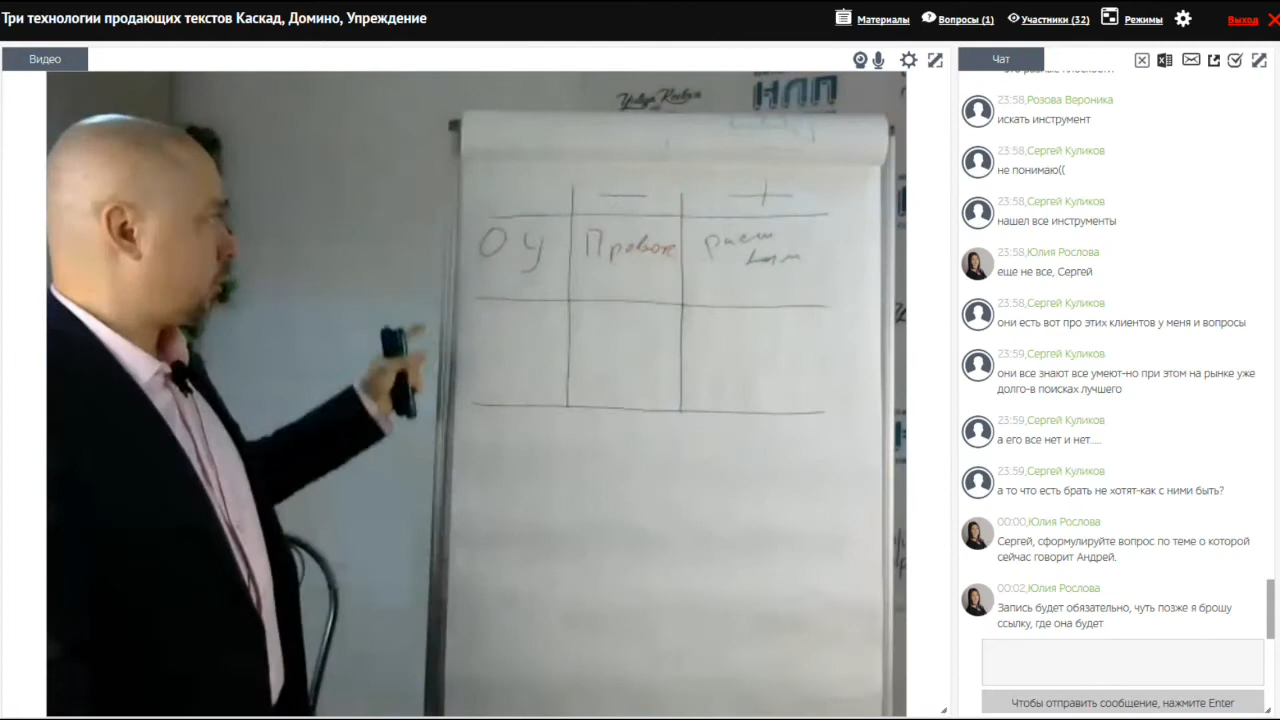 Три технологии продающих текстов Каскад, Домино, Упреждение
Материалы
Вопросы (1)
Участники (32)
Режимы
Выход
Видео
Чат
НЛП
ОУ
Провок
23:58,Розова Вероника
искать инструмент
23:58,Сергей Куликов
не понимаю((
23:58,Сергей Куликов
нашел все инструменты
23:58,Юлия Рослова
еще не все, Сергей
23:58,Сергей Куликов
они есть вот про этих клиентов у меня и вопросы
23:59,Сергей Куликов
они все знают все умеют-но при этом на рынке уже
долго-в поисках лучшего
23:59,Сергей Куликов
а его все нет и нет.....
23:59,Сергей Куликов
а то что есть брать не хотят-как с ними быть?
00:00,Юлия Рослова
Сергей, сформулируйте вопрос по теме о которой
сейчас говорит Андрей.
00:02,Юлия Рослова
Запись будет обязательно, чуть позже я брошу
ссылку, где она будет
Чтобы отправить сообщение, нажмите Enter